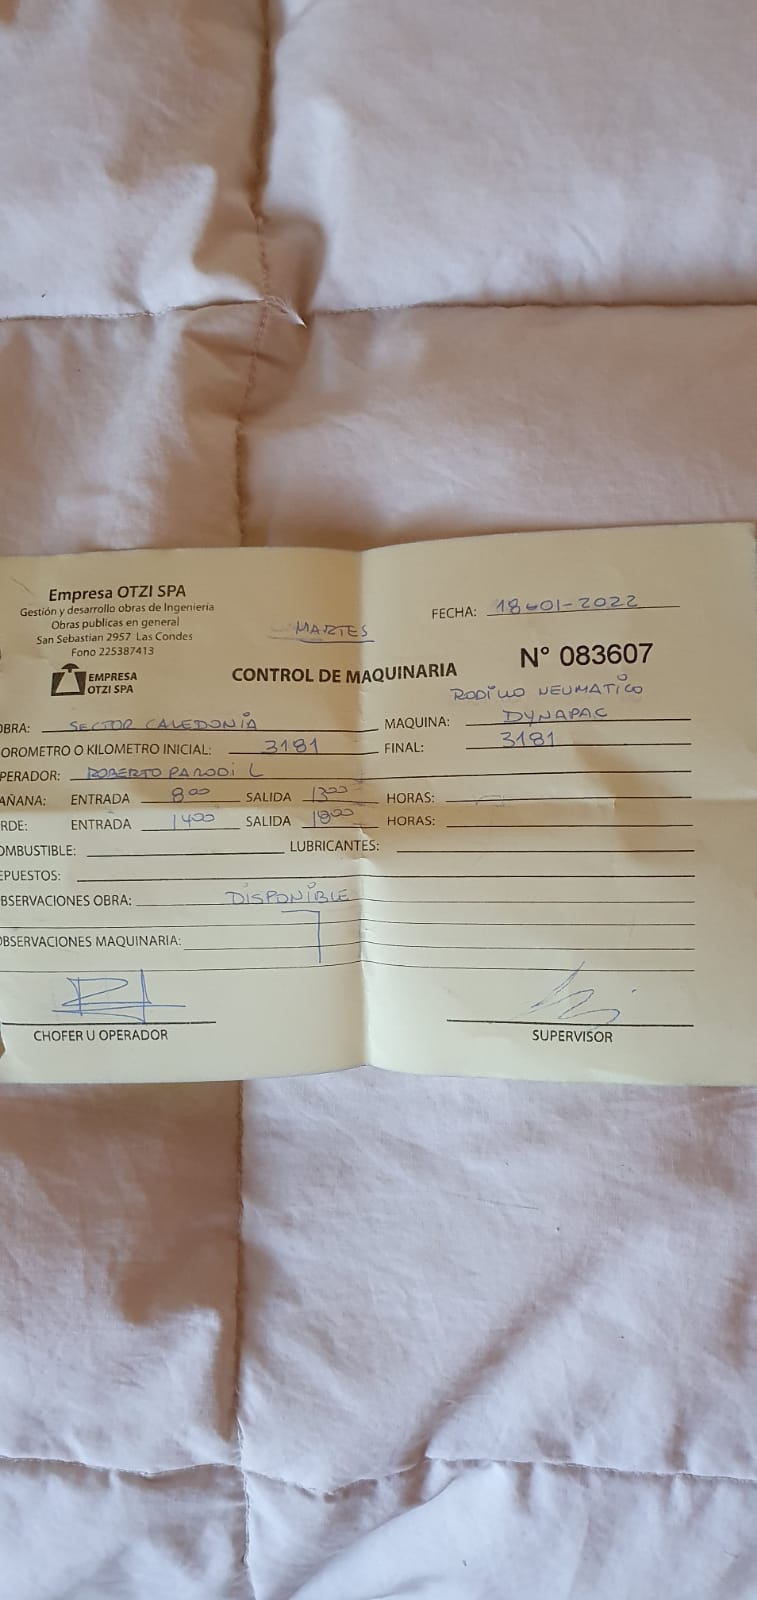 Empresa OTZI SPA
Gestión y desarrollo obras de Ingeniería
Obras publicas en general
San Sebastian 2957 Las Condes
Fono 225387413
EMPRESA
OTZI SPA
MARTES
FECHA: 18-01-2022
CONTROL DE MAQUINARIA
N° 083607
RODILLO NEUMATICO
OBRA: SECTOR CALEDONIA MAQUINA: DYNAPAC
OROMETRO O KILOMETRO INICIAL: 3181 FINAL: 3181
PERADOR: ROBERTO PARODI L
AÑANA: ENTRADA 8:00 SALIDA 13:00 HORAS:
RDE: ENTRADA 14:00 SALIDA 18:00 HORAS:
OMBUSTIBLE: LUBRICANTES:
EPUESTOS:
BSERVACIONES OBRA: DISPONIBLE
OBSERVACIONES MAQUINARIA:
CHOFER U OPERADOR SUPERVISOR